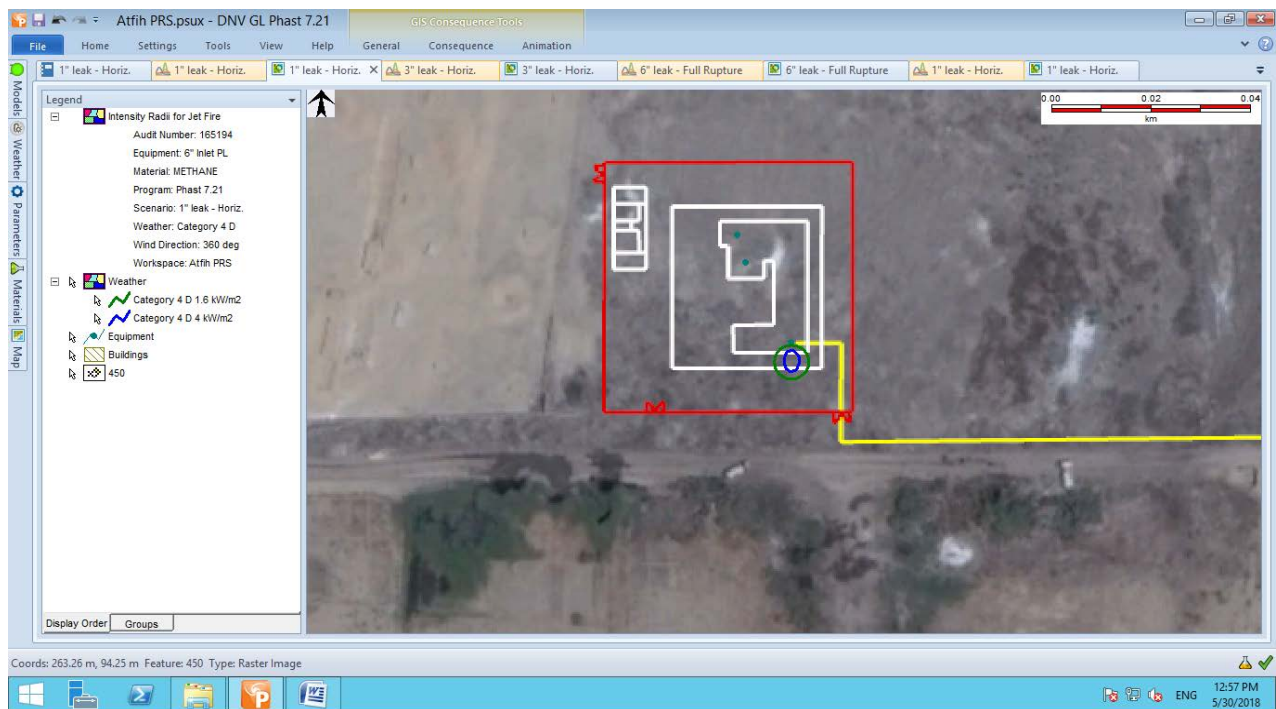 Atfih PRS.psux - DNV GL Phast 7.21
GIS Consequence Tools
File Home Settings Tools View Help General Consequence Animation
1" leak - Horiz. 1" leak - Horiz. 1" leak - Horiz. 3" leak - Horiz. 3" leak - Horiz. 6" leak - Full Rupture 6" leak - Full Rupture 1" leak - Horiz. 1" leak - Horiz.
Models
Weather
Parameters
Materials
Map
Legend
Intensity Radii for Jet Fire
Audit Number: 165194
Equipment: 6" Inlet PL
Material: METHANE
Program: Phast 7.21
Scenario: 1" leak - Horiz.
Weather: Category 4 D
Wind Direction: 360 deg
Workspace: Atfih PRS
Weather
Category 4 D 1.6 kW/m2
Category 4 D 4 kW/m2
Equipment
Buildings
450
0.00 0.02 0.04
km
Display Order Groups
Coords: 263.26 m, 94.25 m Feature: 450 Type: Raster Image
ENG
12:57 PM
5/30/2018